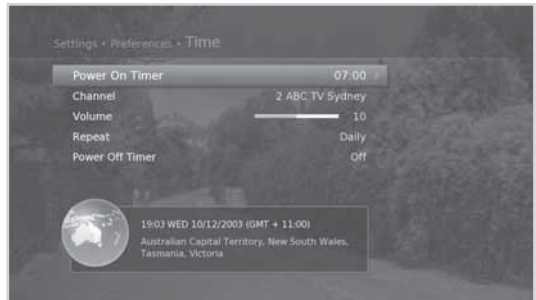 Settings • Preferences • Time
Power On Timer 07:00
Channel 2 ABC TV Sydney
Volume 10
Repeat Daily
Power Off Timer Off
19:03 WED 10/12/2003 (GMT + 11:00)
Australian Capital Territory, New South Wales,
Tasmania, Victoria